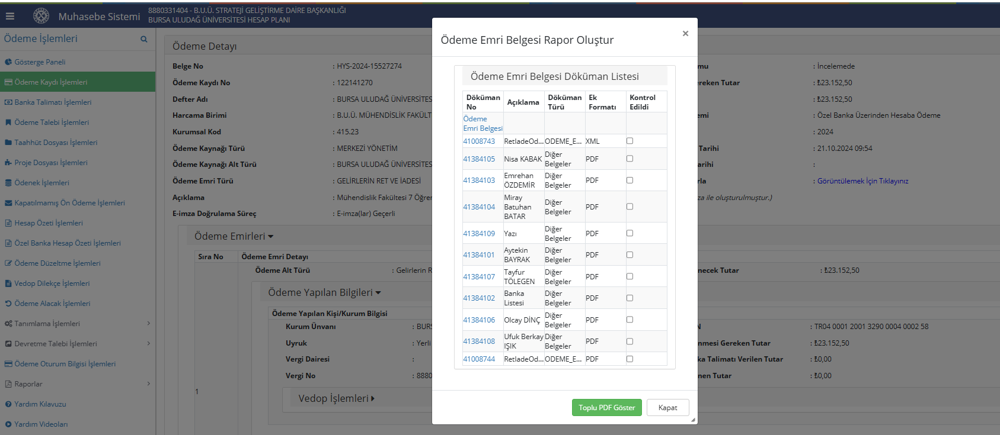 Muhasebe Sistemi
8880331404 - B.U.Ü. STRATEJİ GELİŞTİRME DAİRE BAŞKANLIĞI
BURSA ULUDAĞ ÜNİVERSİTESİ HESAP PLANI
Ödeme İşlemleri
Gösterge Paneli
Ödeme Kaydı İşlemleri
Banka Talimatı İşlemleri
Ödeme Talebi İşlemleri
Taahhüt Dosyası İşlemleri
Proje Dosyası İşlemleri
Ödenek İşlemleri
Kapatılmamış Ön Ödeme İşlemleri
Hesap Özeti İşlemleri
Özel Banka Hesap Özeti İşlemleri
Ödeme Düzeltme İşlemleri
Vedop Dilekçe İşlemleri
Ödeme Alacak İşlemleri
Tanımlama İşlemleri
Devretme Talebi İşlemleri
Ödeme Oturum Bilgisi İşlemleri
Raporlar
Yardım Kılavuzu
Yardım Videoları
Ödeme Detayı
Belge No : HYS-2024-15527274
Ödeme Kaydı No : 122141270
Defter Adı : BURSA ULUDAĞ ÜNİVERSİTES
Harcama Birimi : B.U.Ü. MÜHENDİSLİK FAKÜLT
Kurumsal Kod : 415.23
Ödeme Kaynağı Türü : MERKEZİ YÖNETİM
Ödeme Kaynağı Alt Türü : BURSA ULUDAĞ ÜNİVERSİTES
Ödeme Emri Türü : GELİRLERİN RET VE İADESİ
Açıklama : Mühendislik Fakültesi 7 Öğrer
E-imza Doğrulama Süreç : E-imza(lar) Geçerli
mu : İncelemede
ereken Tutar : ₺23.152,50
: ₺23.152,50
emi : Özel Banka Üzerinden Hesaba Ödeme
: 2024
Tarihi : 21.10.2024 09:54
arihi :
rla : Görüntülemek İçin Tıklayınız
za ile oluşturulmuştur.)
Ödeme Emirleri
Sıra No Ödeme Emri Detayı
1
Ödeme Alt Türü : Gelirlerin R
necek Tutar : ₺23.152,50
Ödeme Yapılan Bilgileri
Ödeme Yapılan Kişi/Kurum Bilgisi
Kurum Ünvanı : BUR
Uyruk : Yerli
Vergi Dairesi :
Vergi No : 8880
N : TR04 0001 2001 3290 0004 0002 58
nmesi Gereken Tutar : ₺23.152,50
ka Talimatı Verilen Tutar : ₺0,00
nen Tutar : ₺0,00
Vedop İşlemleri
Ödeme Emri Belgesi Rapor Oluştur
×
Ödeme Emri Belgesi Döküman Listesi
Döküman No Açıklama Döküman Türü Ek Formatı Kontrol Edildi
Ödeme Emri Belgesi
41008743 RetIadeOd... ODEME_E... XML
41384105 Nisa KABAK Diğer Belgeler PDF
41384103 Emrehan ÖZDEMİR Diğer Belgeler PDF
41384104 Miray Batuhan BATAR Diğer Belgeler PDF
41384109 Yazı Diğer Belgeler PDF
41384101 Aytekin BAYRAK Diğer Belgeler PDF
41384107 Tayfur TÖLEGEN Diğer Belgeler PDF
41384102 Banka Listesi Diğer Belgeler PDF
41384106 Olcay DİNÇ Diğer Belgeler PDF
41384108 Ufuk Berkay IŞIK Diğer Belgeler PDF
41008744 RetIadeOd... ODEME_E... PDF
Toplu PDF Göster
Kapat